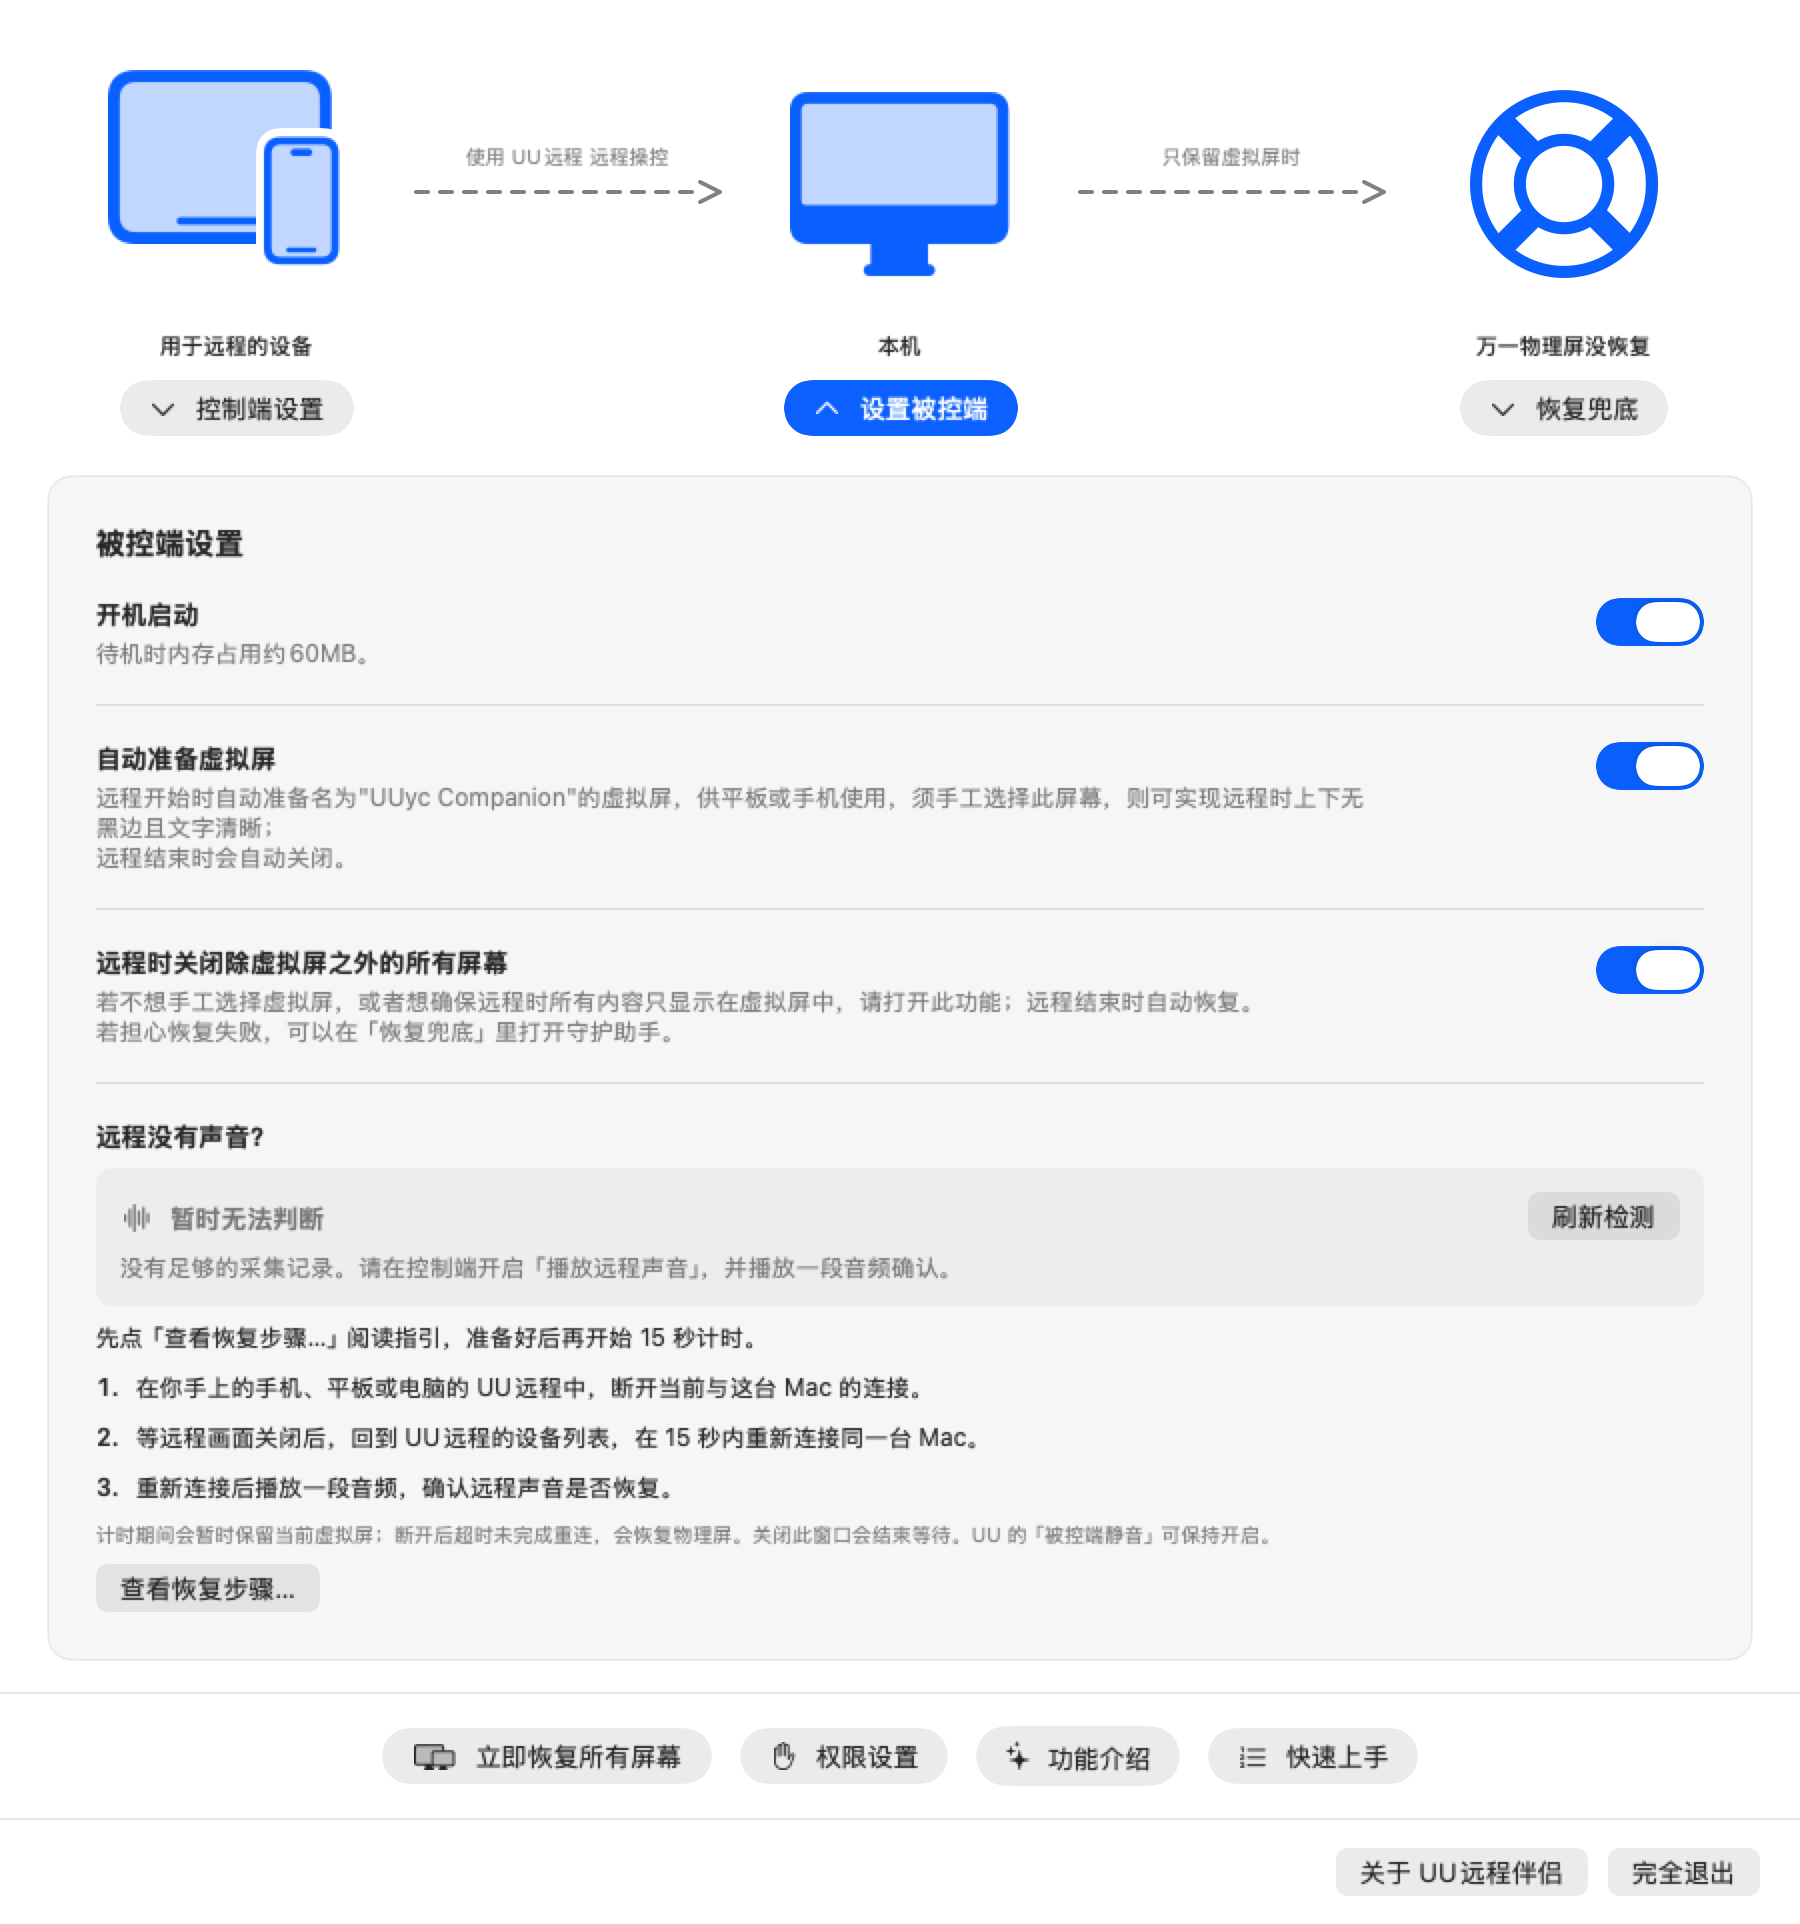 使用 UU远程 远程操控
只保留虚拟屏时
用于远程的设备
本机
万一物理屏没恢复
控制端设置
设置被控端
恢复兜底
被控端设置
开机启动
待机时内存占用约60MB。
自动准备虚拟屏
远程开始时自动准备名为"UUyc Companion"的虚拟屏，供平板或手机使用，须手工选择此屏幕，则可实现远程时上下无
黑边且文字清晰；
远程结束时会自动关闭。
远程时关闭除虚拟屏之外的所有屏幕
若不想手工选择虚拟屏，或者想确保远程时所有内容只显示在虚拟屏中，请打开此功能；远程结束时自动恢复。
若担心恢复失败，可以在「恢复兜底」里打开守护助手。
远程没有声音？
暂时无法判断
刷新检测
没有足够的采集记录。请在控制端开启「播放远程声音」，并播放一段音频确认。
先点「查看恢复步骤…」阅读指引，准备好后再开始 15 秒计时。
1. 在你手上的手机、平板或电脑的 UU远程中，断开当前与这台 Mac 的连接。
2. 等远程画面关闭后，回到 UU远程的设备列表，在 15 秒内重新连接同一台 Mac。
3. 重新连接后播放一段音频，确认远程声音是否恢复。
计时期间会暂时保留当前虚拟屏；断开后超时未完成重连，会恢复物理屏。关闭此窗口会结束等待。UU 的「被控端静音」可保持开启。
查看恢复步骤…
立即恢复所有屏幕
权限设置
功能介绍
快速上手
关于 UU远程伴侣
完全退出